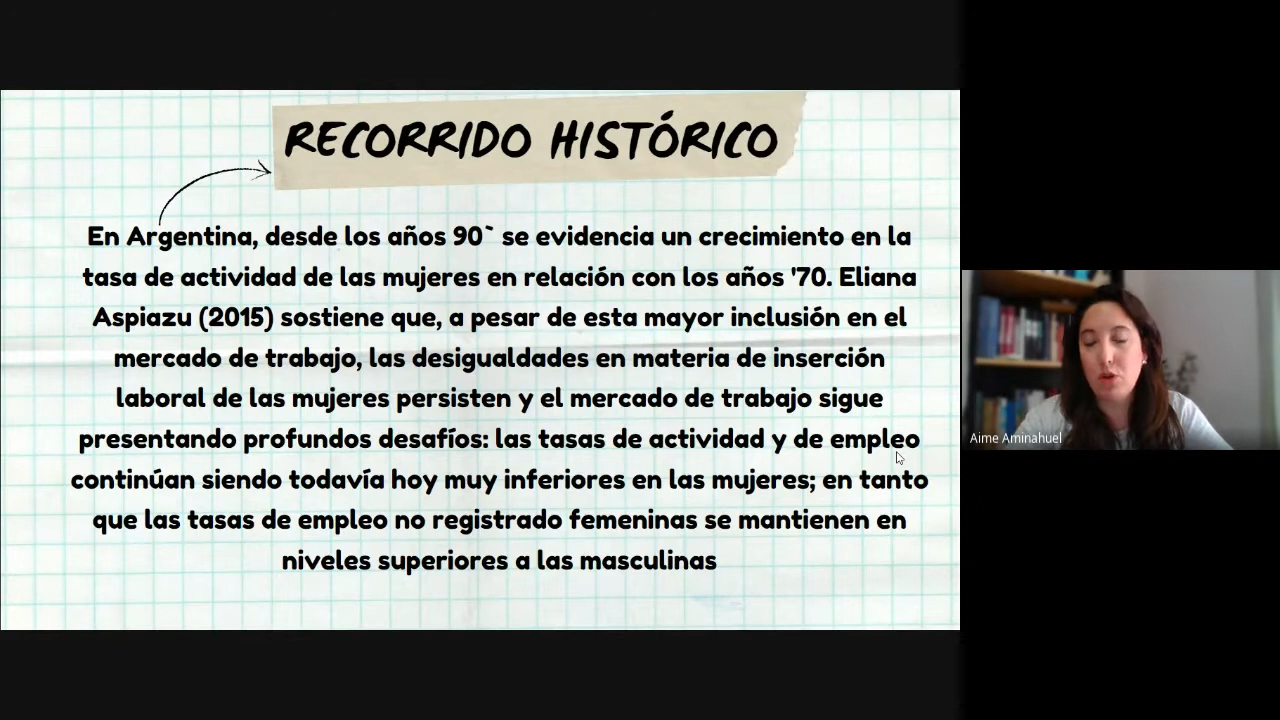 RECORRIDO HISTÓRICO
En Argentina, desde los años 90` se evidencia un crecimiento en la
tasa de actividad de las mujeres en relación con los años '70. Eliana
Aspiazu (2015) sostiene que, a pesar de esta mayor inclusión en el
mercado de trabajo, las desigualdades en materia de inserción
laboral de las mujeres persisten y el mercado de trabajo sigue
presentando profundos desafíos: las tasas de actividad y de empleo
continúan siendo todavía hoy muy inferiores en las mujeres; en tanto
que las tasas de empleo no registrado femeninas se mantienen en
niveles superiores a las masculinas
Aime Aminahuel